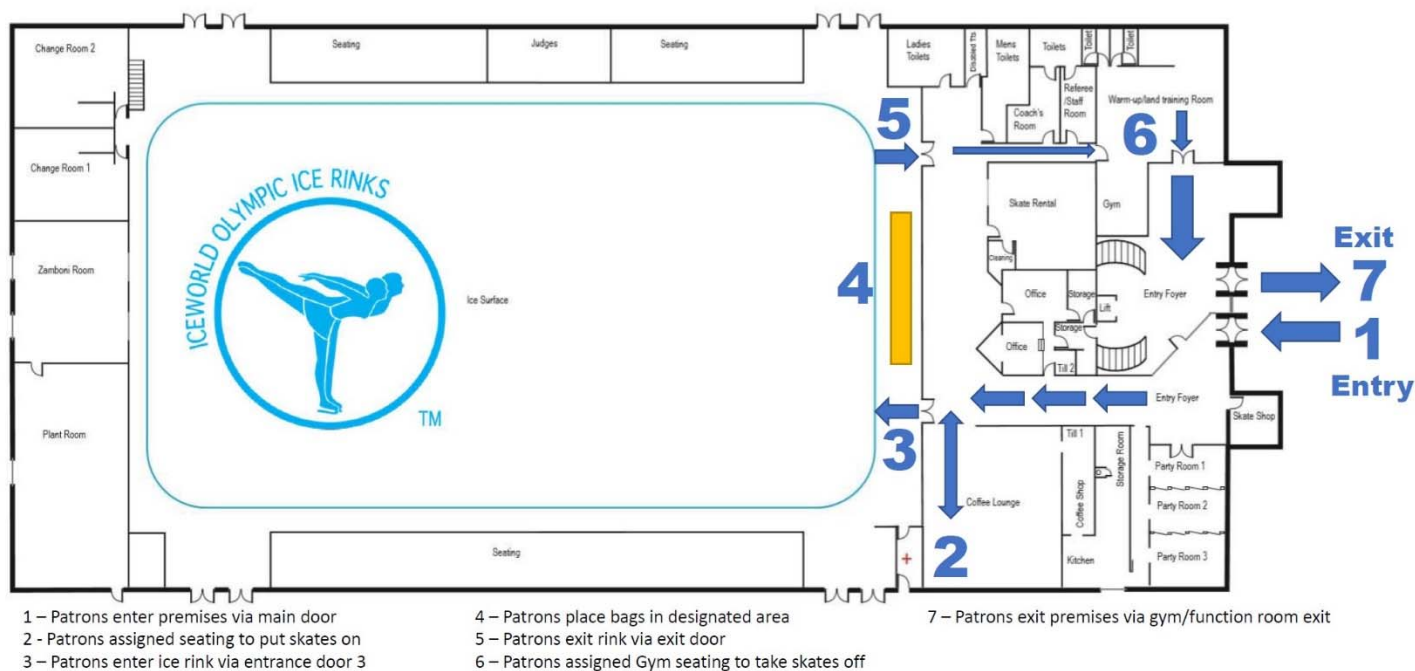 Change Room 2
Seating
Judges
Seating
Ladies
Toilets
Disabled Tlts
Mens
Toilets
Toilets
Toilet
Toilet
Referee
/Staff
Room
Coach's
Room
Warm-up/land training Room
5
6
Change Room 1
ICEWORLD OLYMPIC ICE RINKS
TM
Skate Rental
Gym
Exit
7
Zamboni Room
Ice Surface
4
Cleaning
Office
Storage
Lift
Entry Foyer
Storage
Office
Till 2
1
Entry
Plant Room
3
Entry Foyer
Skate Shop
Till 1
Storage Room
Party Room 1
Coffee Lounge
Coffee Shop
Party Room 2
Seating
2
Kitchen
Party Room 3
1 – Patrons enter premises via main door
2 - Patrons assigned seating to put skates on
3 – Patrons enter ice rink via entrance door 3
4 – Patrons place bags in designated area
5 – Patrons exit rink via exit door
6 – Patrons assigned Gym seating to take skates off
7 – Patrons exit premises via gym/function room exit